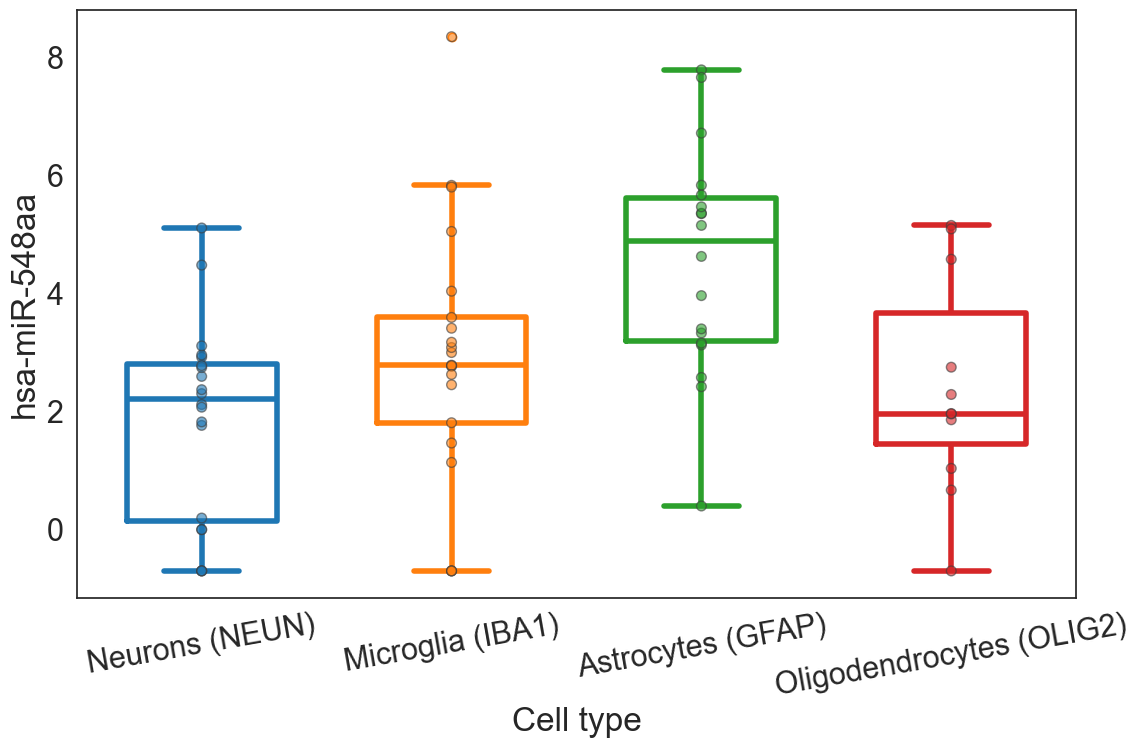 hsa-miR-548aa
8
6
4
2
0
Neurons (NEUN)
Microglia (IBA1)
Astrocytes (GFAP)
Oligodendrocytes (OLIG2)
Cell type